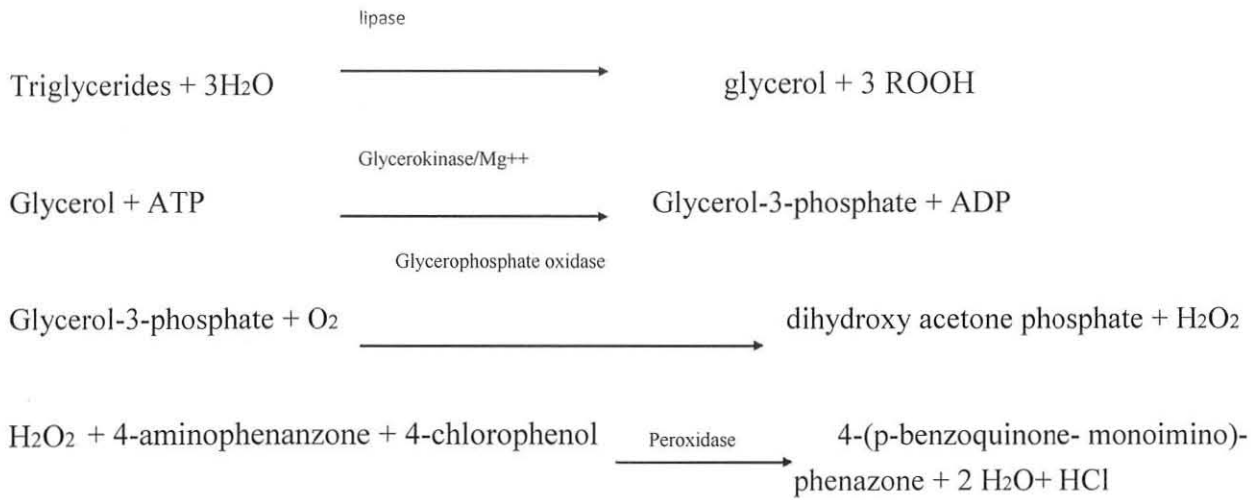 lipase
Triglycerides + 3H2O glycerol + 3 ROOH
Glycerokinase/Mg++
Glycerol + ATP Glycerol-3-phosphate + ADP
Glycerophosphate oxidase
Glycerol-3-phosphate + O2 dihydroxy acetone phosphate + H2O2
H2O2 + 4-aminophenanzone + 4-chlorophenol Peroxidase 4-(p-benzoquinone- monoimino)-
phenazone + 2 H2O+ HCl